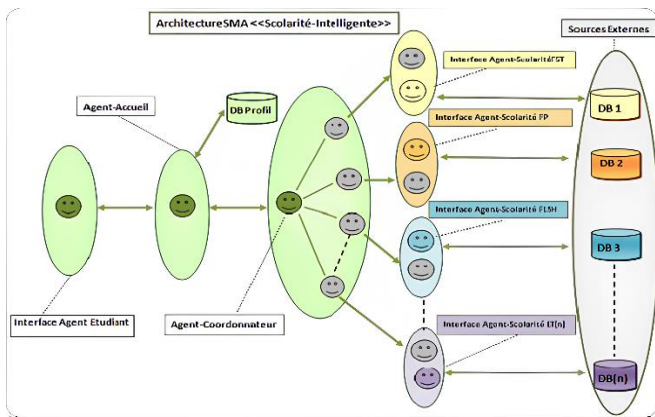 ArchitectureSMA <<Scolarité-Intelligente>>
Sources Externes
Interface Agent-ScolaritéFST
Agent-Accueil
DB Profil
DB 1
Interface Agent-Scolarité FP
DB 2
Interface Agent-Scolarité FLSH
DB 3
Interface Agent Etudiant
Agent-Coordonnateur
Interface Agent-Scolarité ET(n)
DB(n)